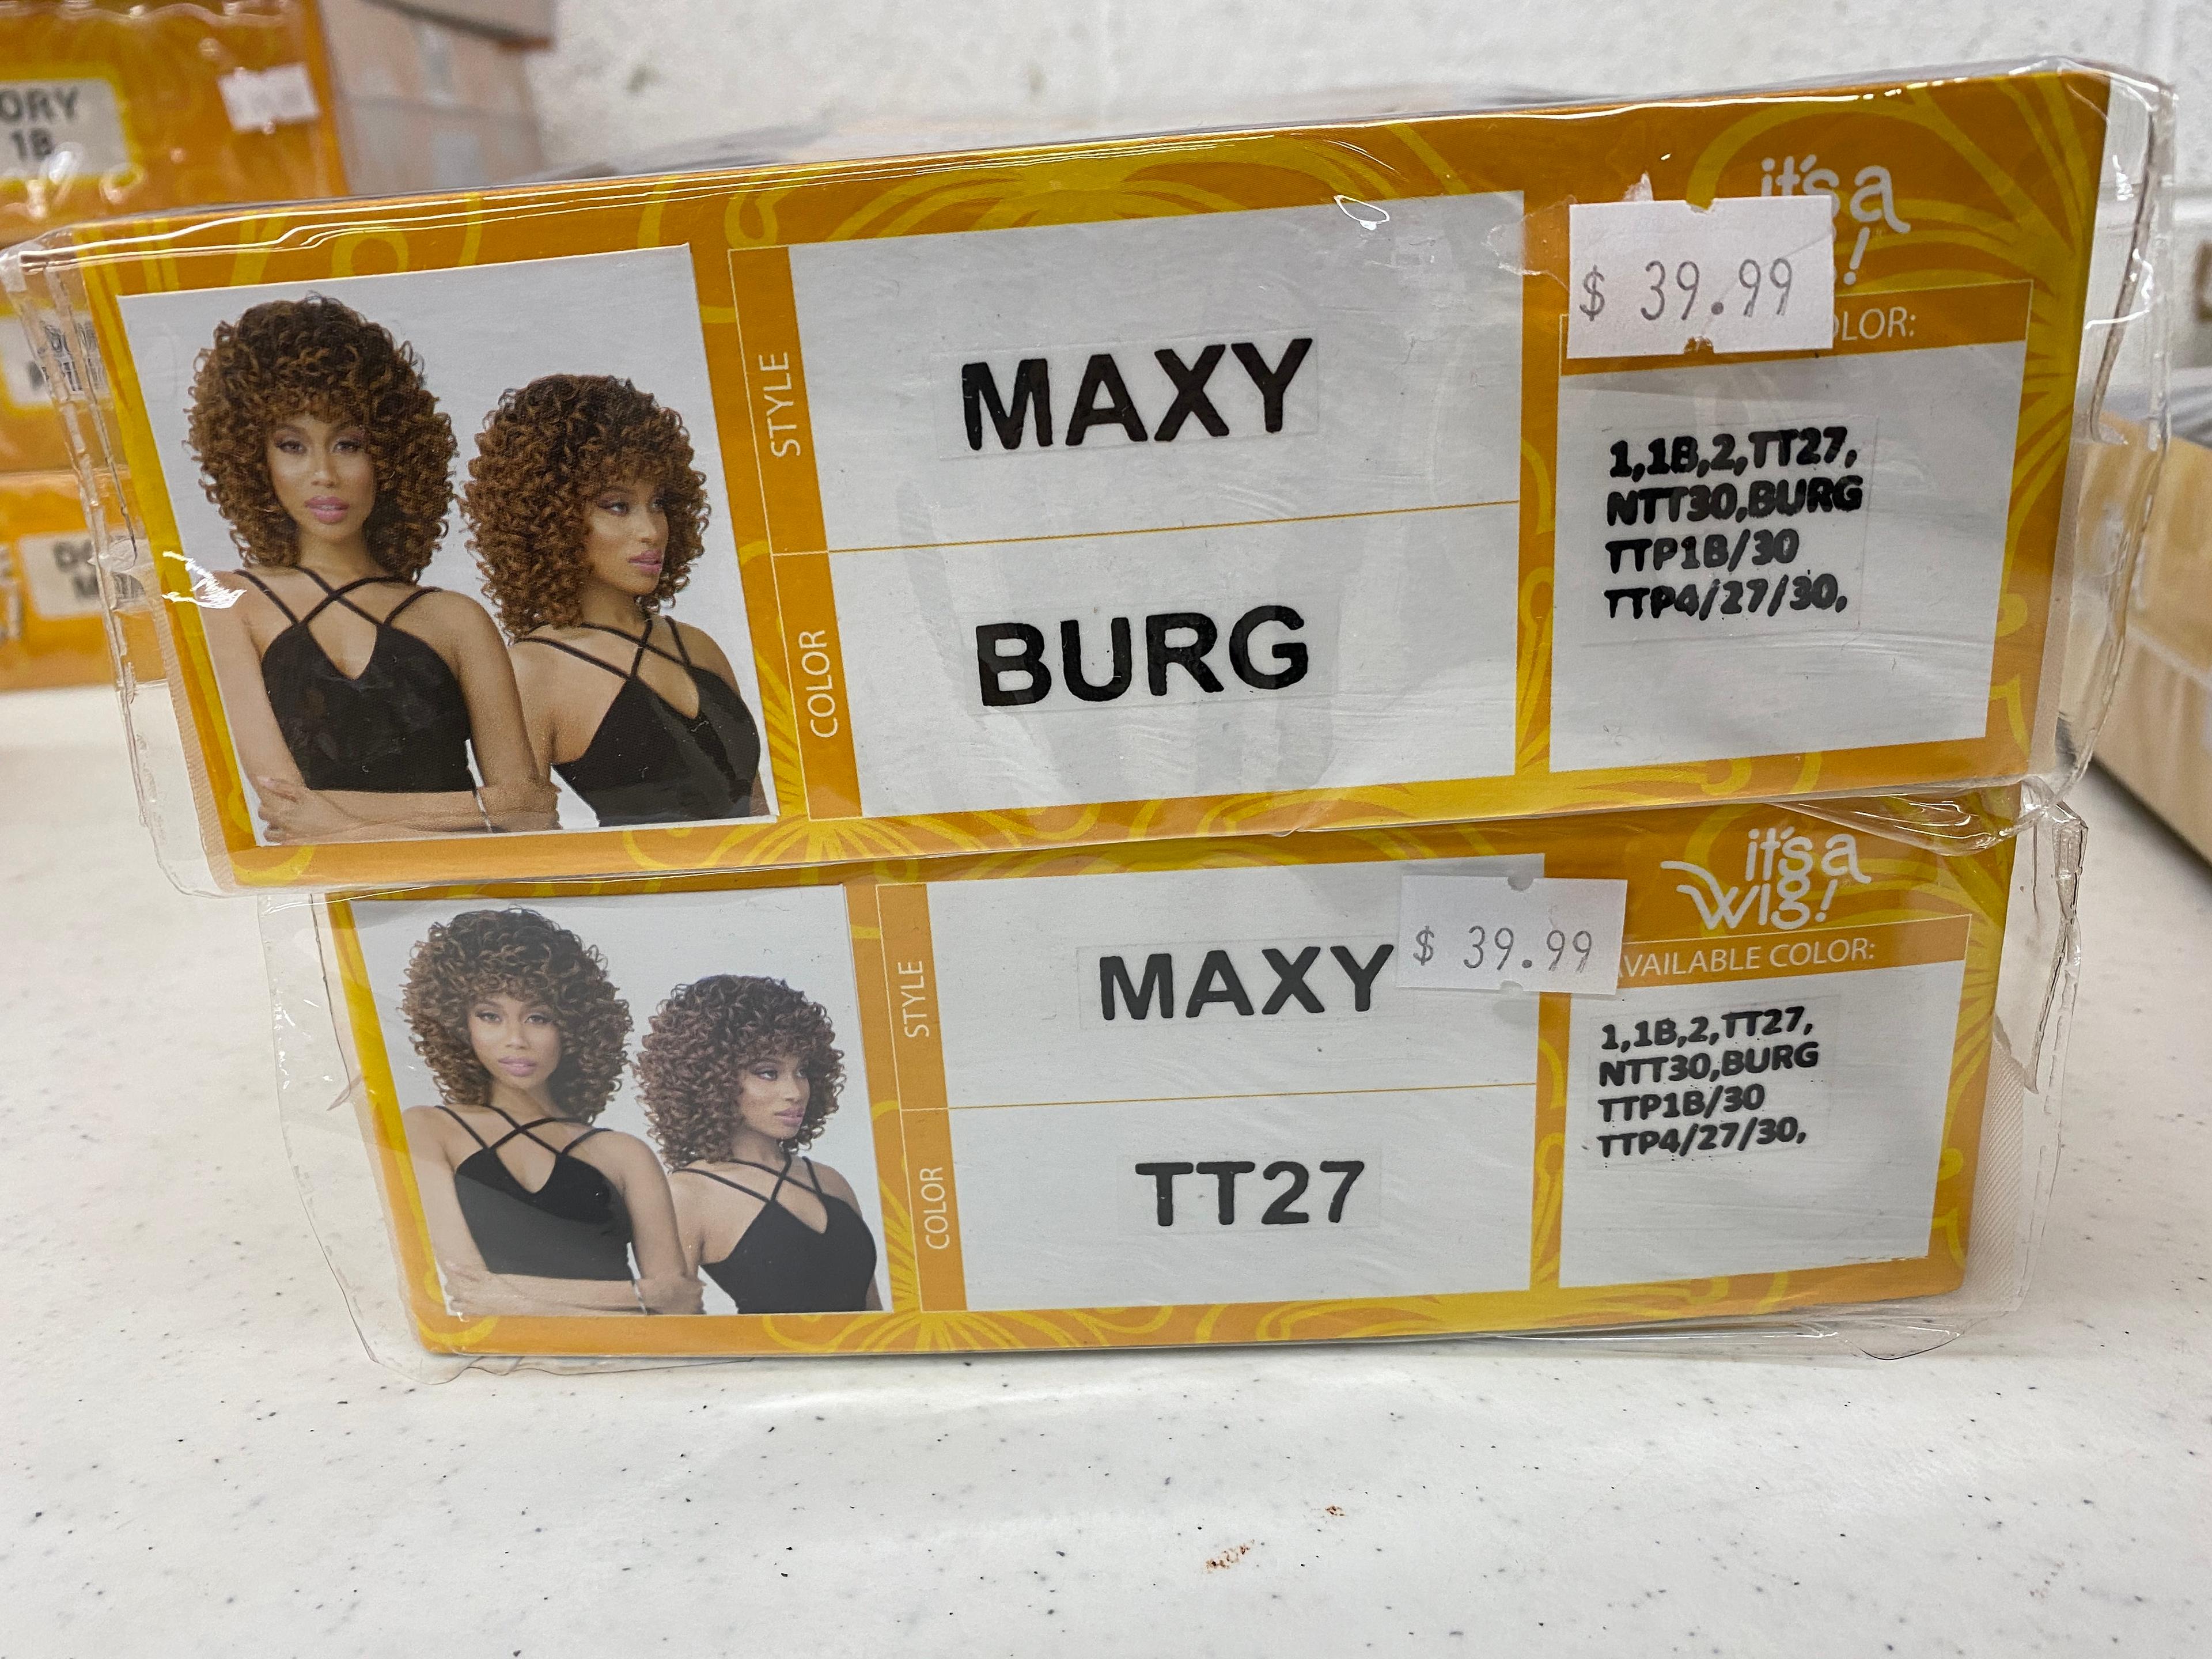 ORY
1B
it's a
!
$ 39.99
STYLE
MAXY
COLOR
BURG
OLOR:
1,1B,2,TT27,
NTT30,BURG
TTP1B/30
TTP4/27/30,
it's a
wig!
$ 39.99
STYLE
MAXY
COLOR
TT27
VAILABLE COLOR:
1,1B,2,TT27,
NTT30,BURG
TTP1B/30
TTP4/27/30,